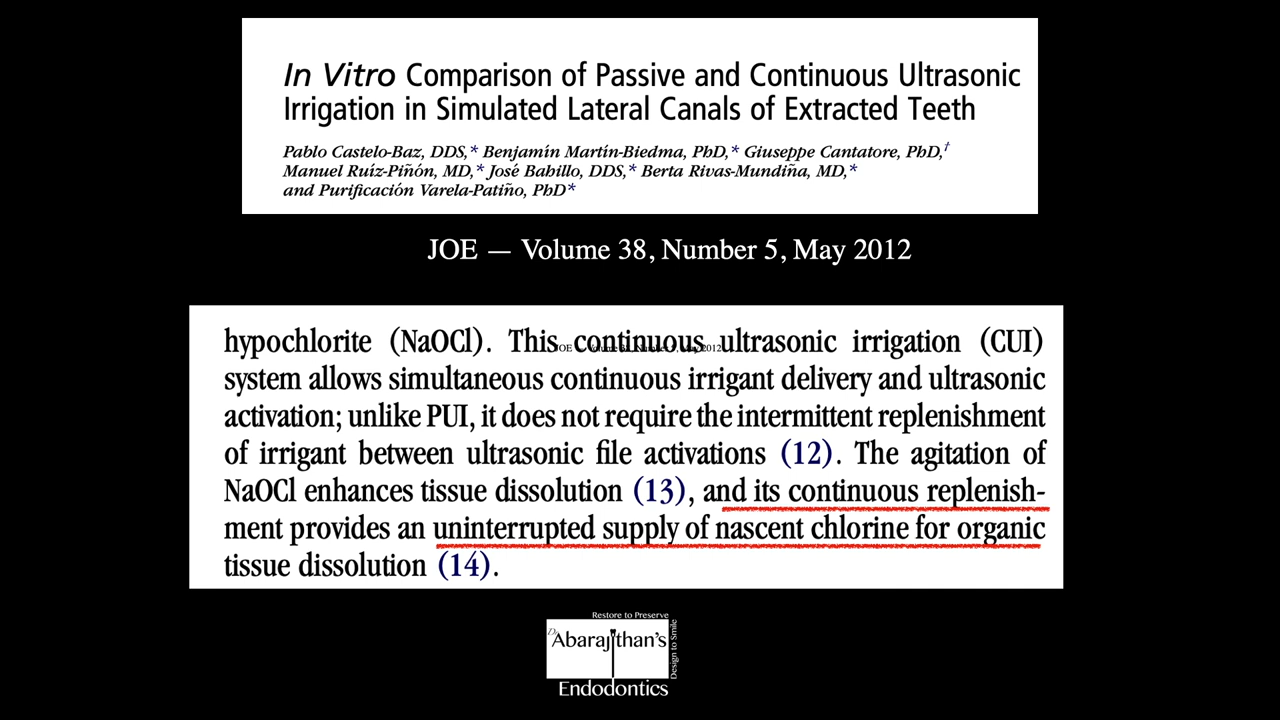 In Vitro Comparison of Passive and Continuous Ultrasonic
Irrigation in Simulated Lateral Canals of Extracted Teeth
Pablo Castelo-Baz, DDS,* Benjamín Martín-Biedma, PhD,* Giuseppe Cantatore, PhD,†
Manuel Ruíz-Piñón, MD,* José Bahillo, DDS,* Berta Rivas-Mundiña, MD,*
and Purificación Varela-Patiño, PhD*
JOE — Volume 38, Number 5, May 2012
hypochlorite (NaOCl). This continuous ultrasonic irrigation (CUI)
system allows simultaneous continuous irrigant delivery and ultrasonic
activation; unlike PUI, it does not require the intermittent replenishment
of irrigant between ultrasonic file activations (12). The agitation of
NaOCl enhances tissue dissolution (13), and its continuous replenish-
ment provides an uninterrupted supply of nascent chlorine for organic
tissue dissolution (14).
Restore to Preserve
Dr Abarajithan's
Design to Smile
Endodontics